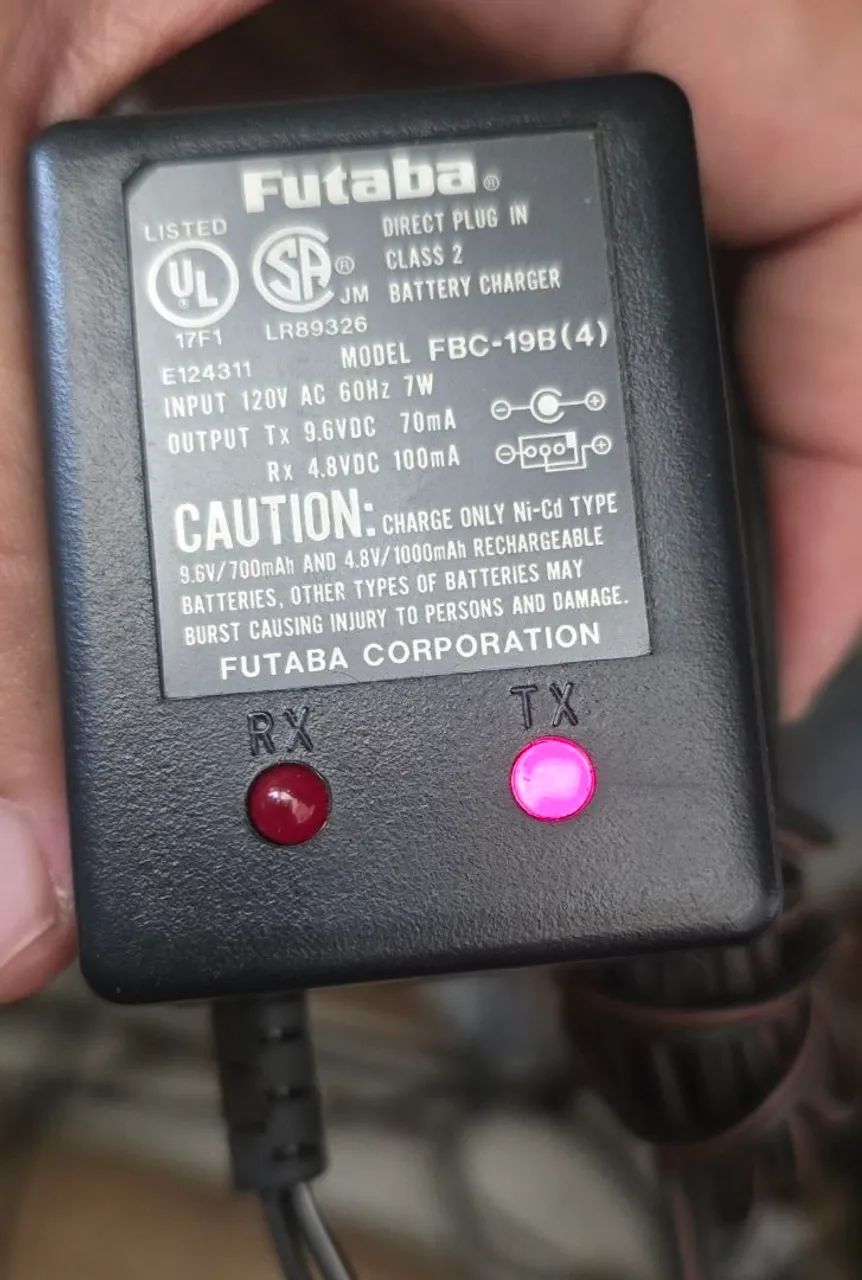 Futaba®
LISTED
UL
SA® JM
DIRECT PLUG IN
CLASS 2
BATTERY CHARGER
17F1
LR89326
E124311
MODEL FBC-19B(4)
INPUT 120V AC 60Hz 7W
OUTPUT Tx 9.6VDC 70mA
Rx 4.8VDC 100mA
CAUTION: CHARGE ONLY Ni-Cd TYPE
9.6V/700mAh AND 4.8V/1000mAh RECHARGEABLE
BATTERIES, OTHER TYPES OF BATTERIES MAY
BURST CAUSING INJURY TO PERSONS AND DAMAGE.
FUTABA CORPORATION
RX TX